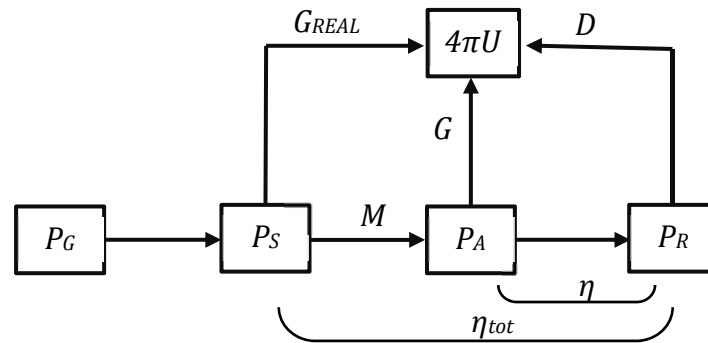 G_REAL 4πU D
G
P_G P_S M P_A P_R
η
η_tot